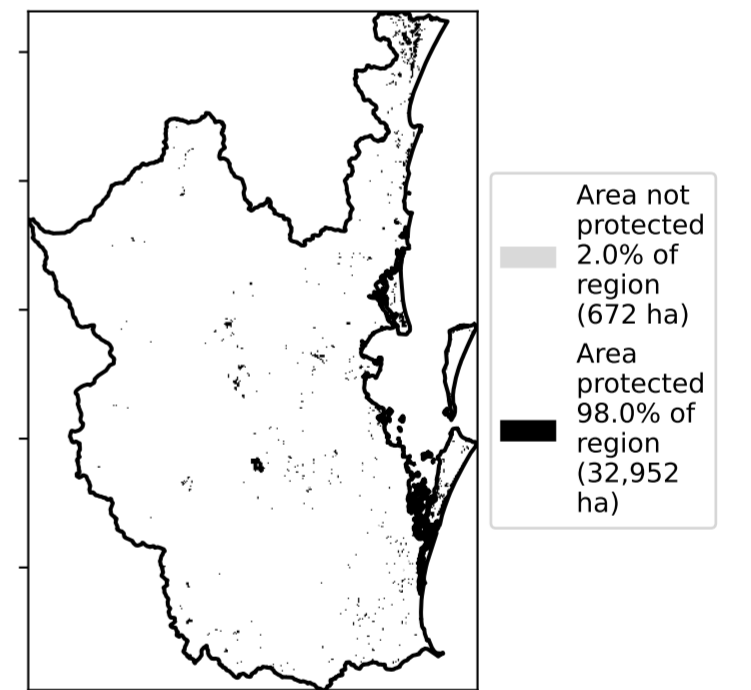 Area not
protected
2.0% of
region
(672 ha)
Area
protected
98.0% of
region
(32,952
ha)